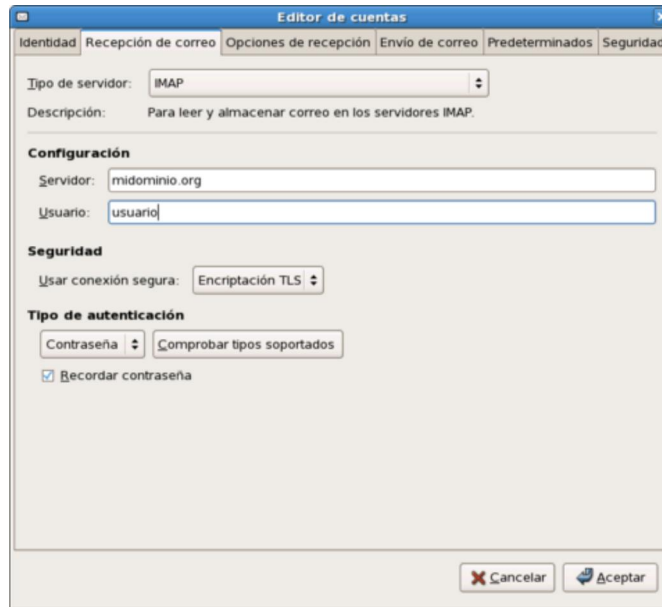 Editor de cuentas
Identidad Recepción de correo Opciones de recepción Envío de correo Predeterminados Seguridad
Tipo de servidor: IMAP
Descripción: Para leer y almacenar correo en los servidores IMAP.
Configuración
Servidor: midominio.org
Usuario: usuario
Seguridad
Usar conexión segura: Encriptación TLS
Tipo de autenticación
Contraseña Comprobar tipos soportados
Recordar contraseña
Cancelar Aceptar